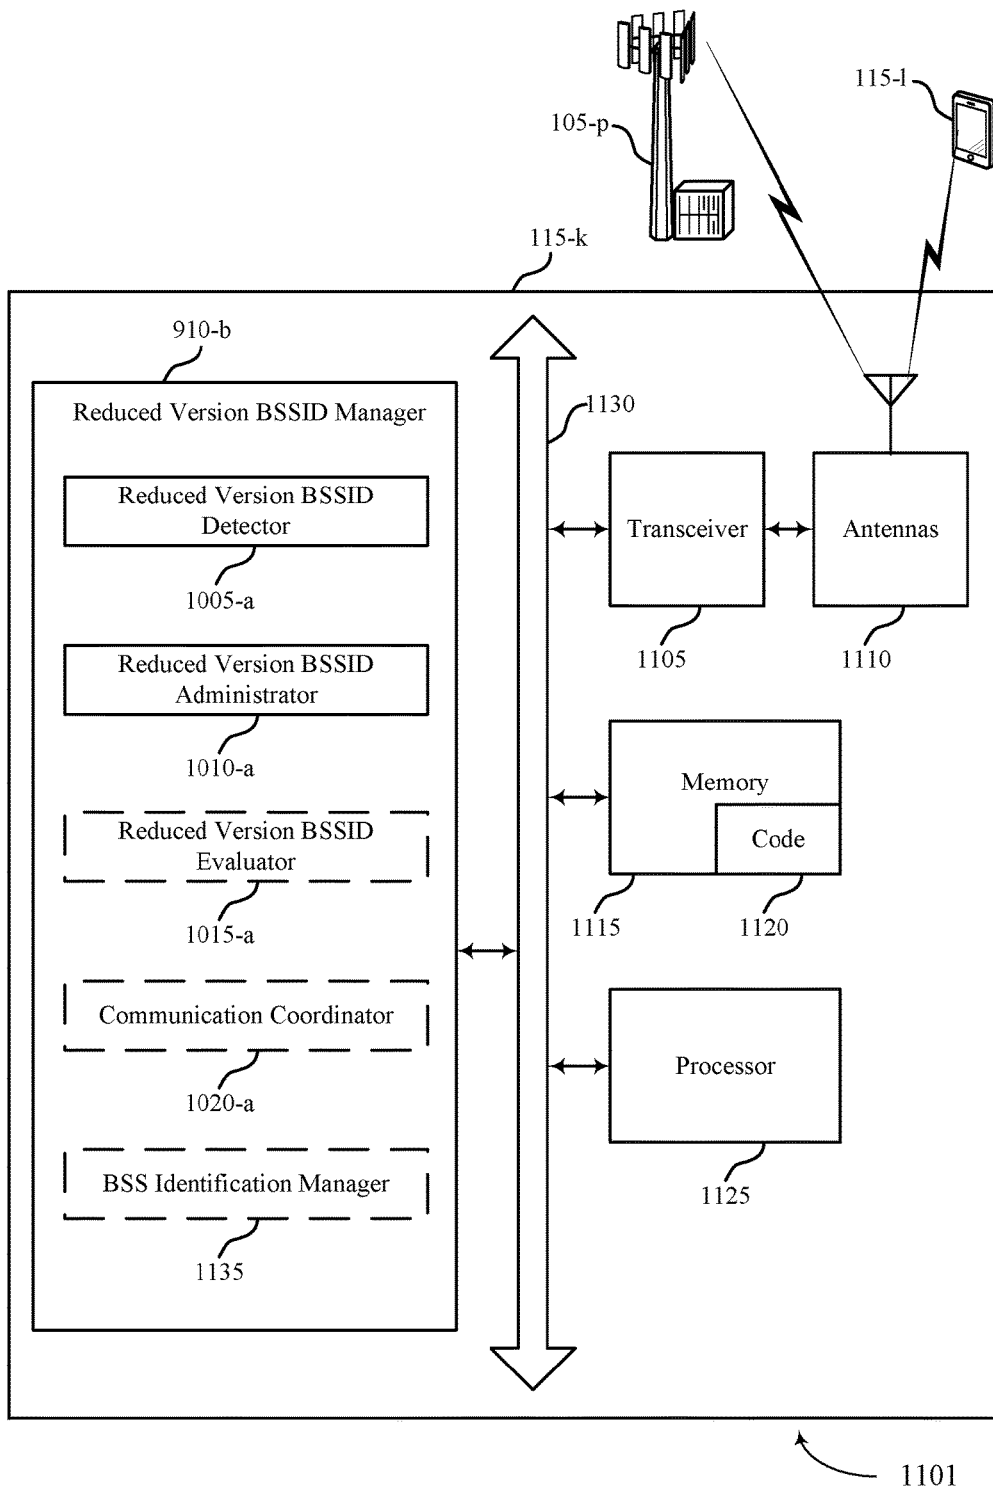 115-l
105-p
115-k
910-b
Reduced Version BSSID Manager
1130
Reduced Version BSSID
Detector
1005-a
Transceiver
Antennas
1105
1110
Reduced Version BSSID
Administrator
1010-a
Memory
Code
1115
1120
Reduced Version BSSID
Evaluator
1015-a
Communication Coordinator
1020-a
Processor
1125
BSS Identification Manager
1135
1101